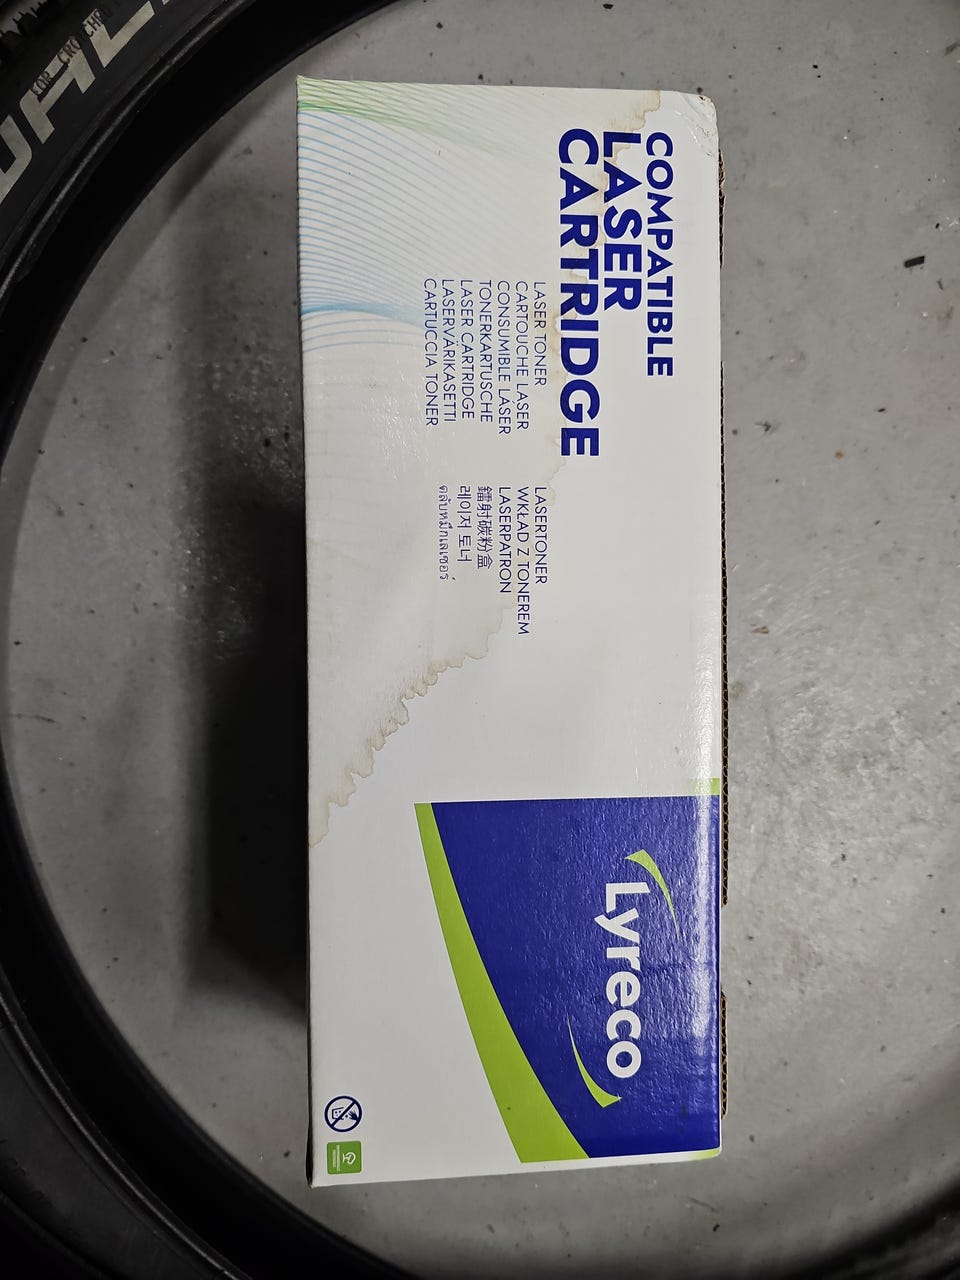 COMPATIBLE
LASER
CARTRIDGE
LASER TONER
CARTOUCHE LASER
CONSUMIBLE LASER
TONERKARTUSCHE
LASER CARTRIDGE
LASERVÄRIKASETTI
CARTUCCIA TONER
LASERTONER
WKŁAD Z TONEREM
LASERPATRON
鐳射碳粉盒
레이저 토너
ตลับหมึกเลเซอร์
Lyreco